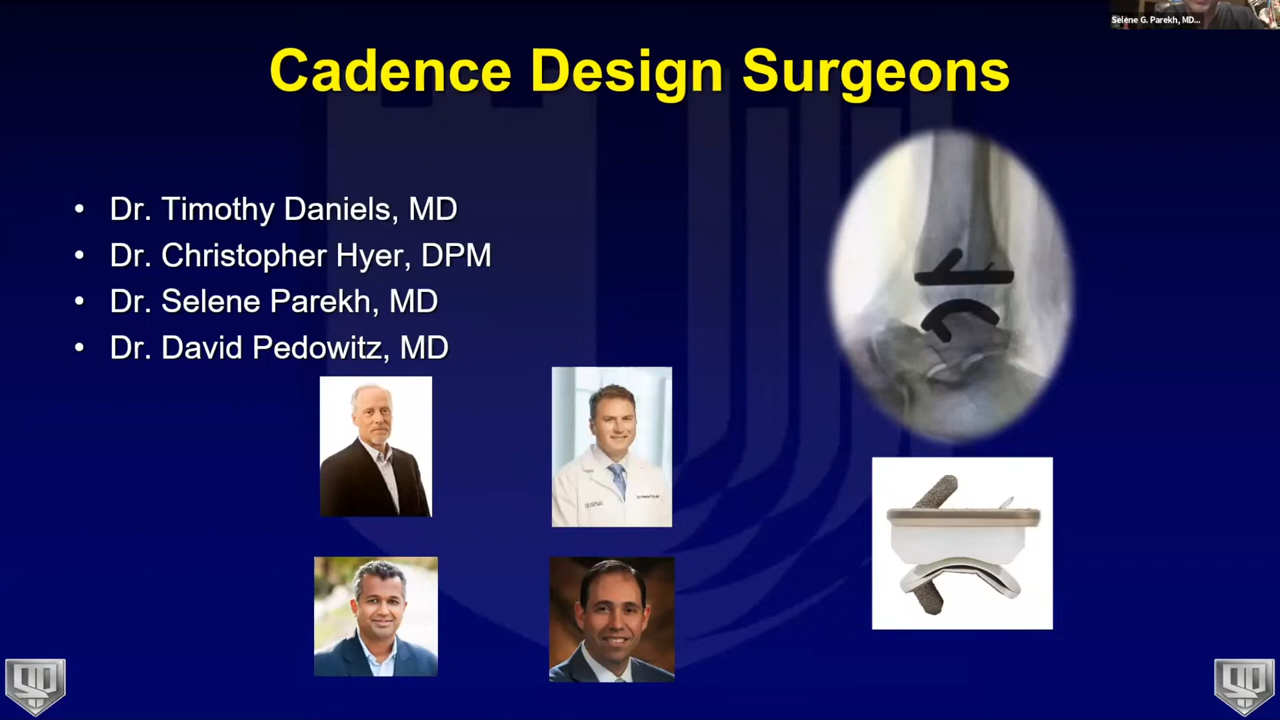 Selene G. Parekh, MD...
Cadence Design Surgeons
• Dr. Timothy Daniels, MD
• Dr. Christopher Hyer, DPM
• Dr. Selene Parekh, MD
• Dr. David Pedowitz, MD